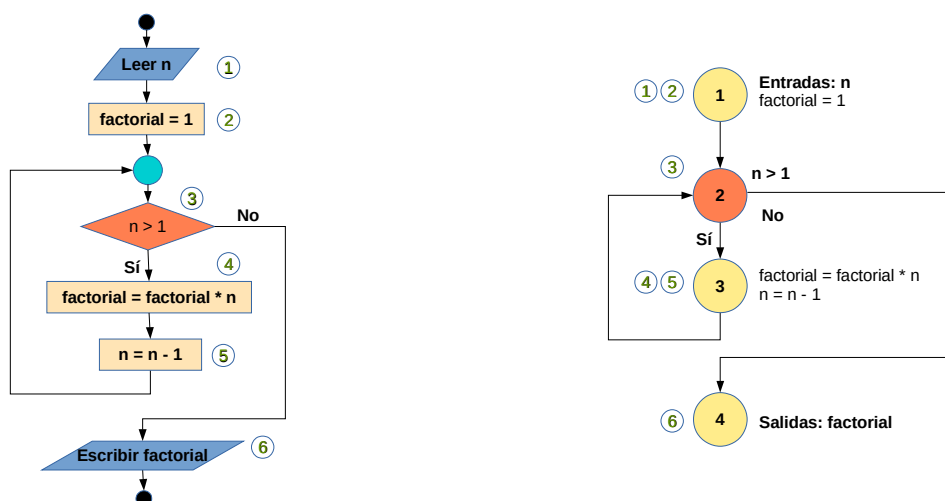 Leer n
1
factorial = 1
2
3
n > 1
No
Sí
4
factorial = factorial * n
n = n - 1
5
Escribir factorial
6
1 2
1
Entradas: n
factorial = 1
3
n > 1
2
No
Sí
4 5
3
factorial = factorial * n
n = n - 1
6
4
Salidas: factorial